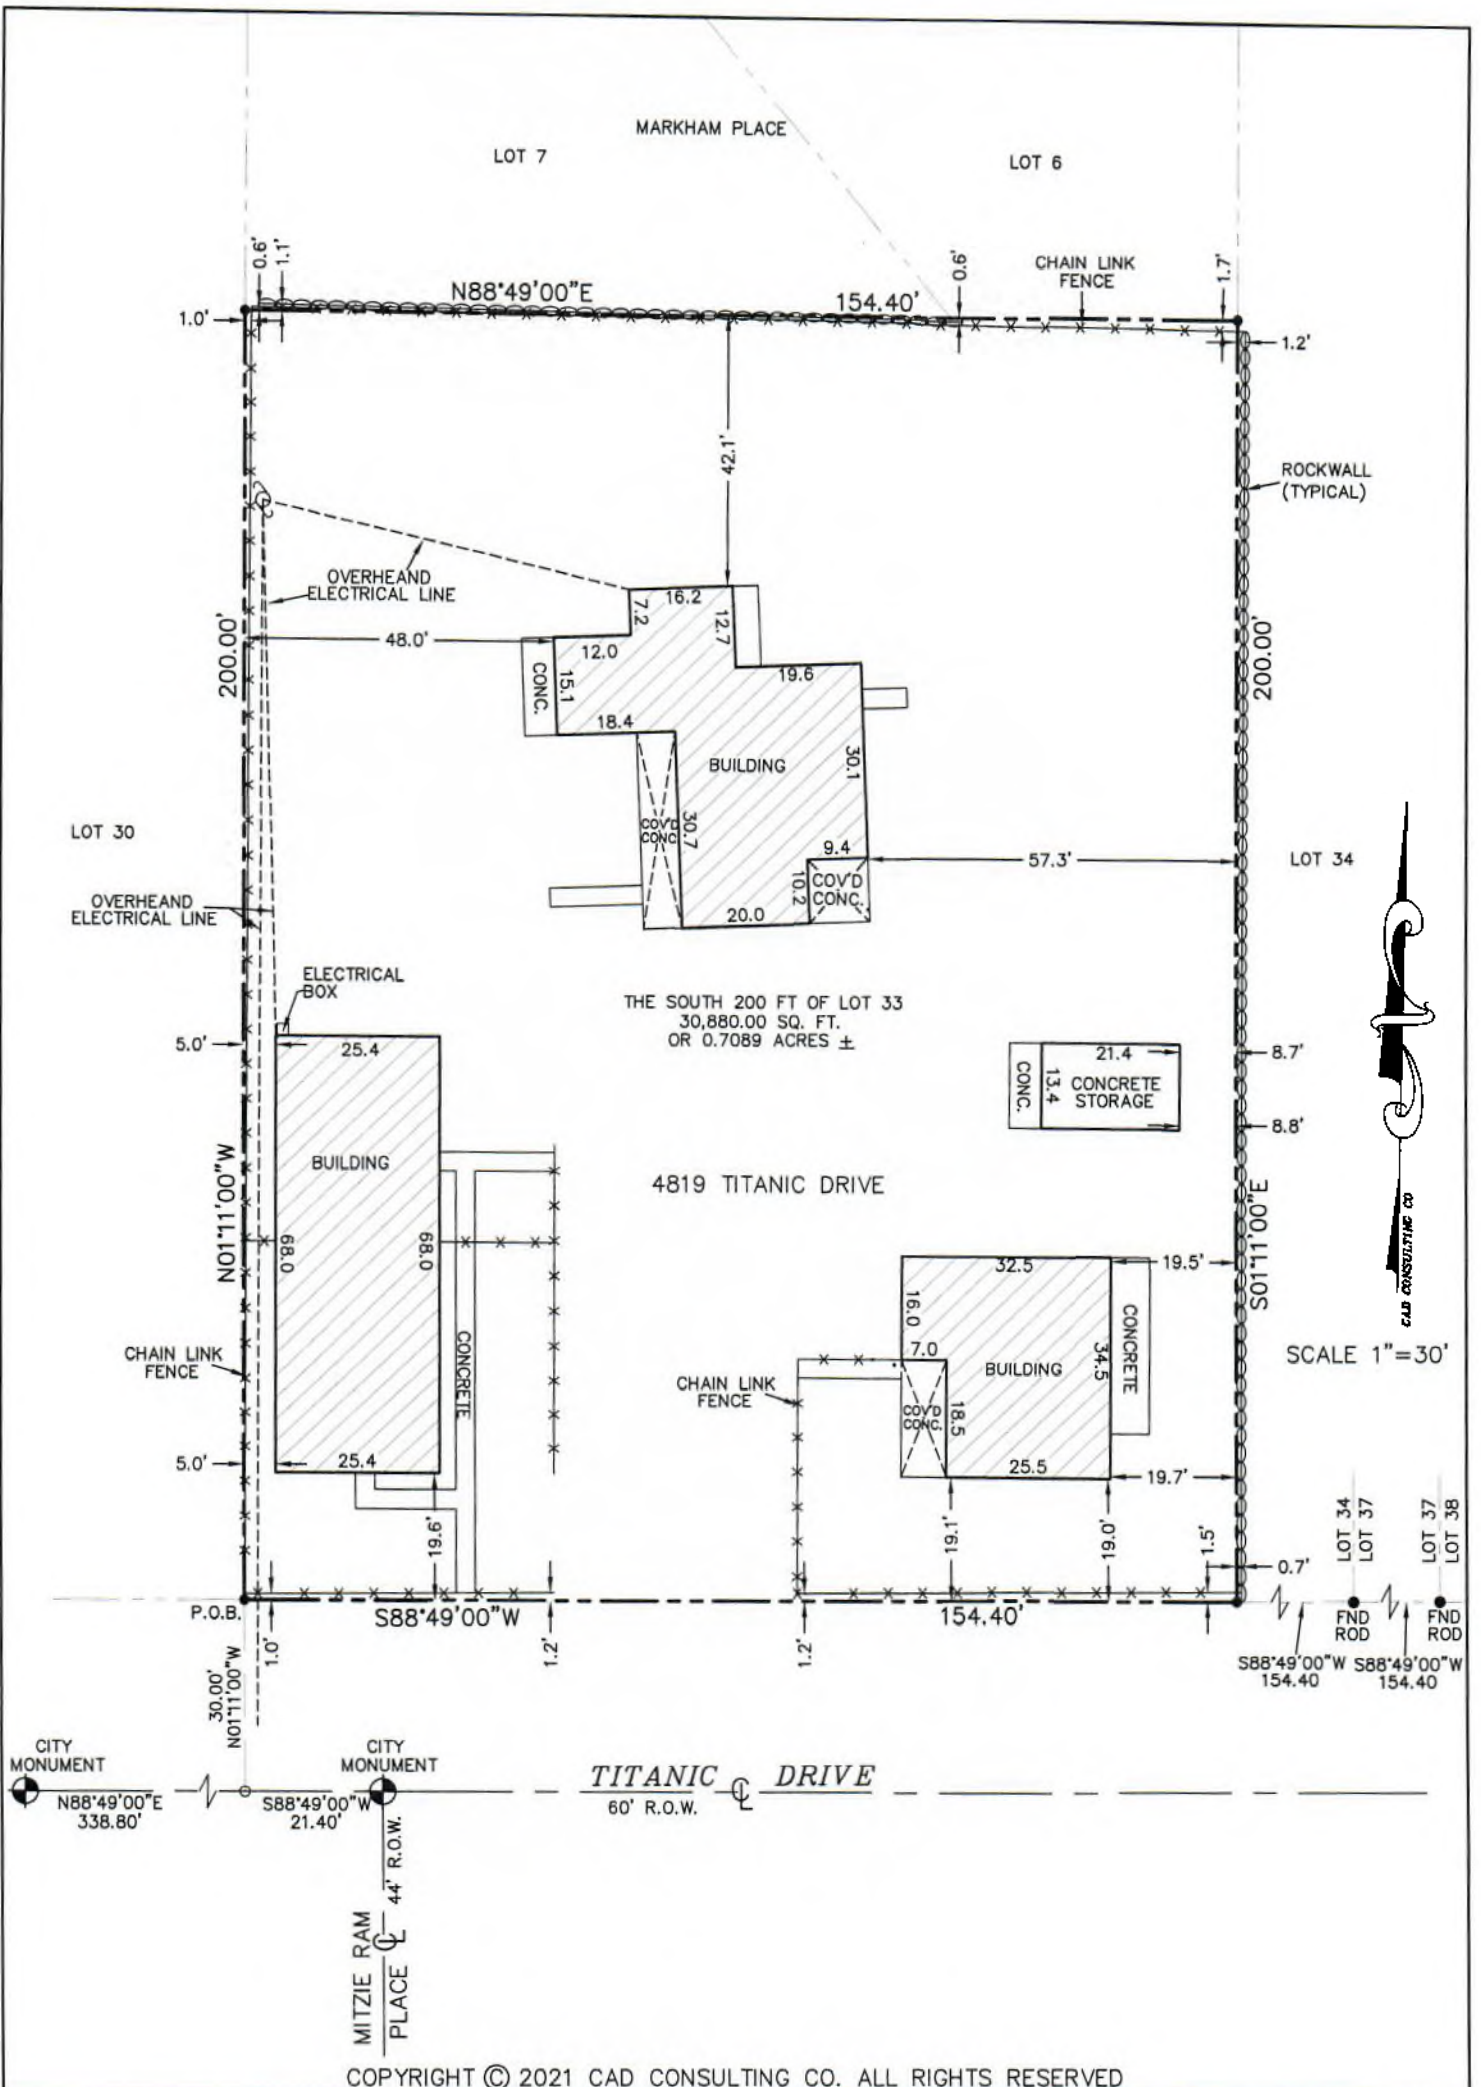 MARKHAM PLACE
LOT 7
LOT 6
0.6'
1.1'
N88°49'00"E
154.40'
0.6'
CHAIN LINK
FENCE
1.7'
1.0'
1.2'
42.1'
ROCKWALL
(TYPICAL)
OVERHEAND
ELECTRICAL LINE
200.00'
48.0'
16.2
7.2
12.7
12.0
CONC.
15.1
19.6
18.4
200.00'
BUILDING
30.1
COV'D
CONC
30.7
LOT 30
9.4
57.3'
LOT 34
10.2
COV'D
CONC.
20.0
OVERHEAND
ELECTRICAL LINE
ELECTRICAL
BOX
THE SOUTH 200 FT OF LOT 33
30,880.00 SQ. FT.
OR 0.7089 ACRES ±
5.0'
25.4
21.4
8.7'
CONC.
13.4
CONCRETE
STORAGE
8.8'
BUILDING
N01°11'00"W
4819 TITANIC DRIVE
S01°11'00"E
CAD CONSULTING CO
68.0
68.0
32.5
19.5'
16.0
CONCRETE
7.0
BUILDING
34.5
CONCRETE
SCALE 1"=30'
CHAIN LINK
FENCE
CHAIN LINK
FENCE
COV'D
CONC.
18.5
5.0'
25.4
25.5
19.7'
19.6'
19.1'
19.0'
1.5'
0.7'
LOT 34
LOT 37
LOT 37
LOT 38
P.O.B.
S88°49'00"W
154.40'
FND
ROD
FND
ROD
1.0'
1.2'
1.2'
S88°49'00"W
154.40
S88°49'00"W
154.40
30.00'
N01°11'00"W
CITY
MONUMENT
CITY
MONUMENT
TITANIC ℄ DRIVE
60' R.O.W.
N88°49'00"E
338.80'
S88°49'00"W
21.40'
44' R.O.W.
MITZIE RAM
PLACE ℄
COPYRIGHT © 2021 CAD CONSULTING CO. ALL RIGHTS RESERVED